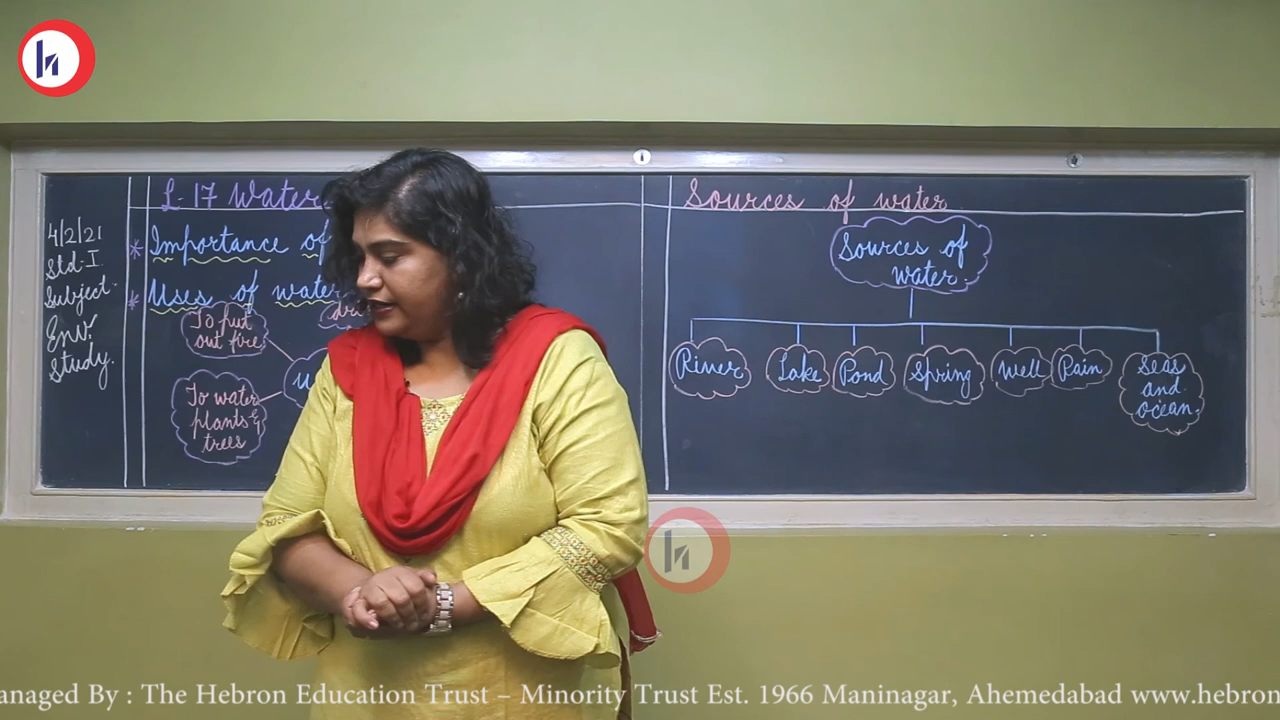 4/2/21
Std:I
Subject:
Env.
Study.
L-17 Water
* Importance of
* Uses of water
To put
out fire
To water
plants &
trees
Sources of water
Sources of
water.
River
Lake
Pond
Spring
Well
Rain
Seas
and
ocean.
anaged By : The Hebron Education Trust – Minority Trust Est. 1966 Maninagar, Ahemedabad www.hebron